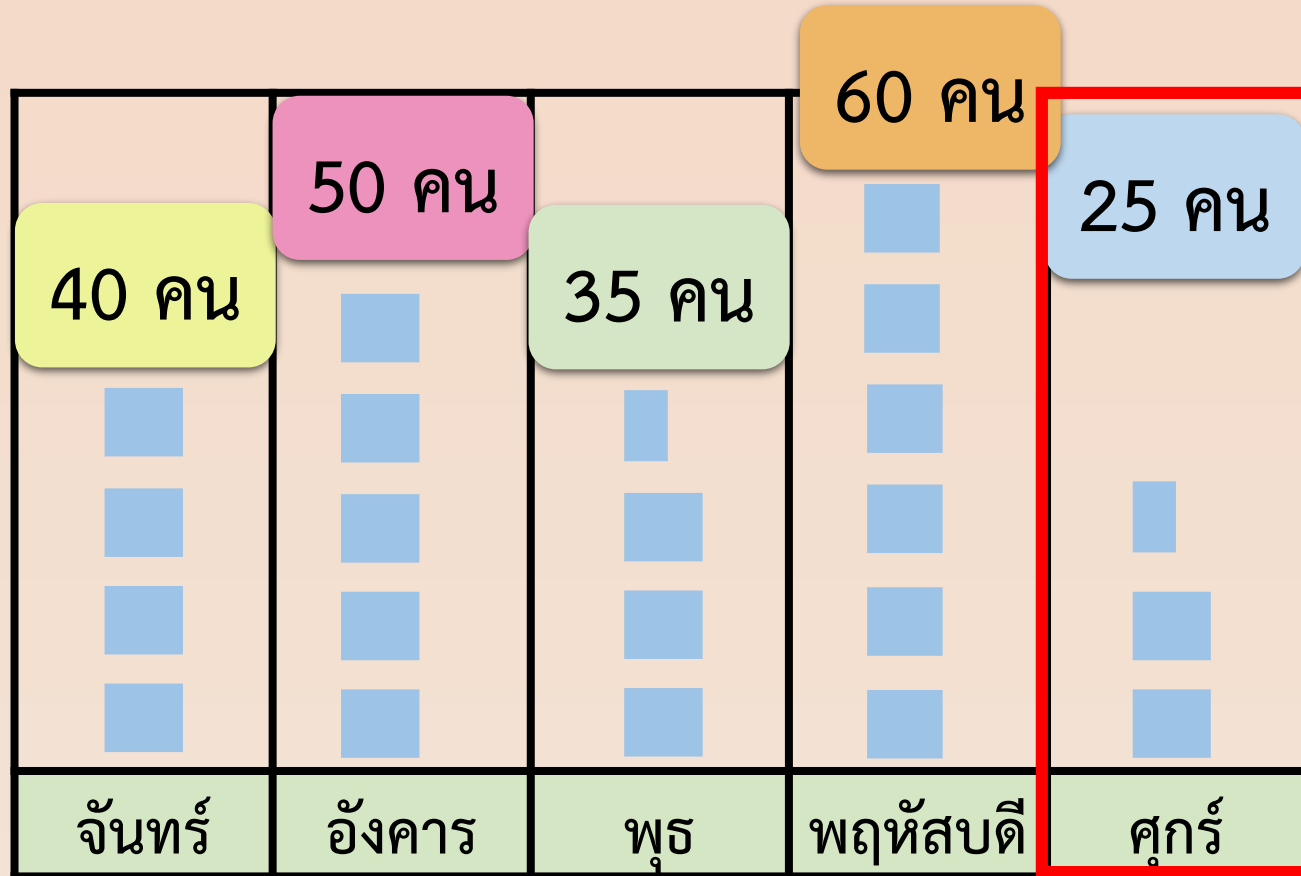 40 คน
50 คน
35 คน
60 คน
25 คน
จันทร์
อังคาร
พุธ
พฤหัสบดี
ศุกร์